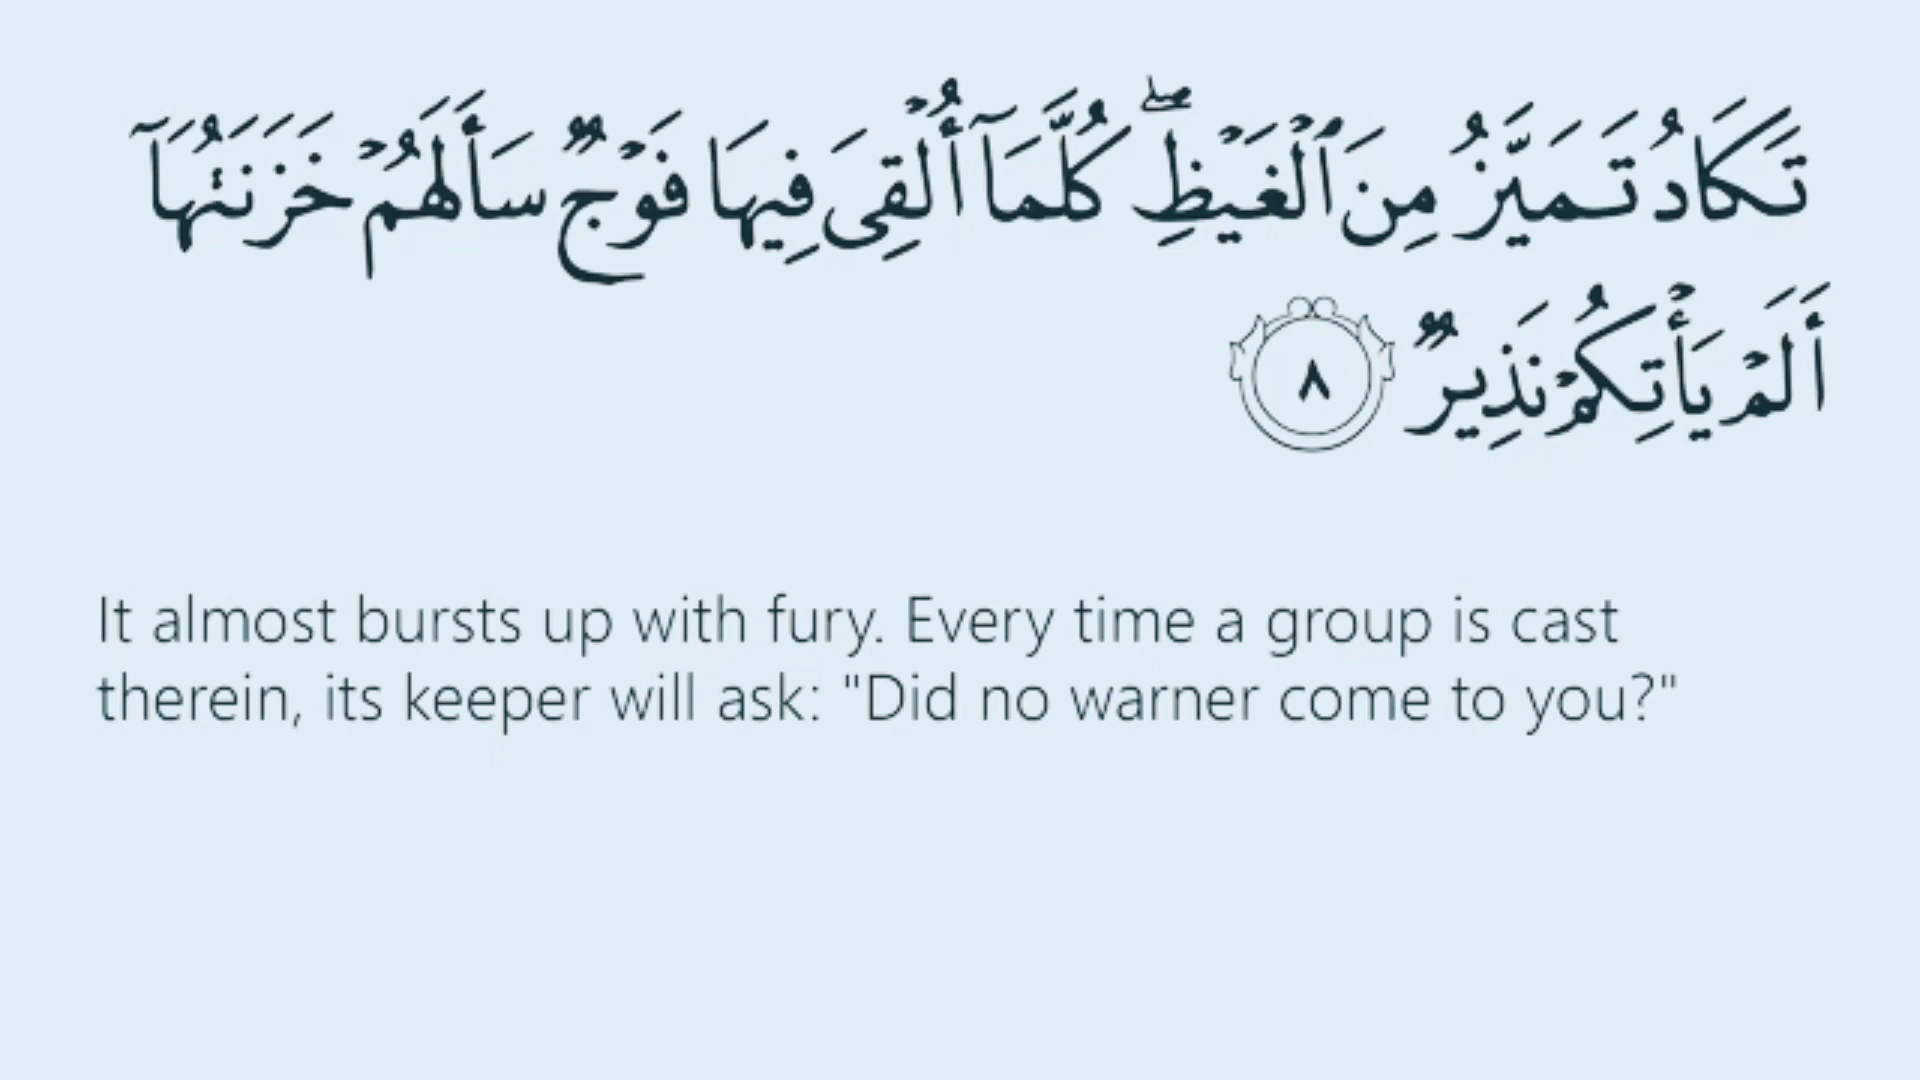 تَكَادُ تَمَيَّزُ مِنَ ٱلْغَيْظِ ۖ كُلَّمَآ أُلْقِىَ فِيهَا فَوْجٌ سَأَلَهُمْ خَزَنَتُهَآ
أَلَمْ يَأْتِكُمْ نَذِيرٌ ٨
It almost bursts up with fury. Every time a group is cast
therein, its keeper will ask: "Did no warner come to you?"